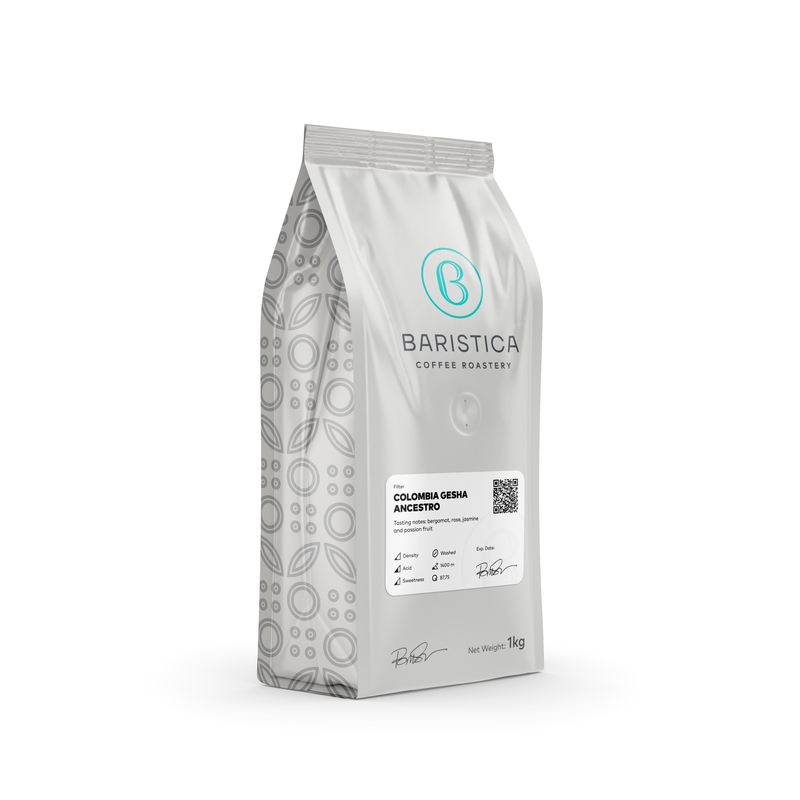 B
BARISTICA
COFFEE ROASTERY
Filter
COLOMBIA GESHA
ANCESTRO
Tasting notes: bergamot, rose, jasmine
and passion fruit
Density
Washed
Exp. Date:
Acid
1400 m
Sweetness
87,75
Net Weight: 1kg